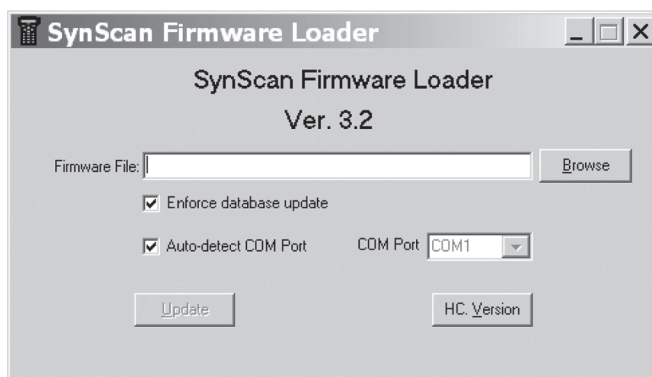 SynScan Firmware Loader
SynScan Firmware Loader
Ver. 3.2
Firmware File: Browse
Enforce database update
Auto-detect COM Port COM Port COM1
Update HC. Version